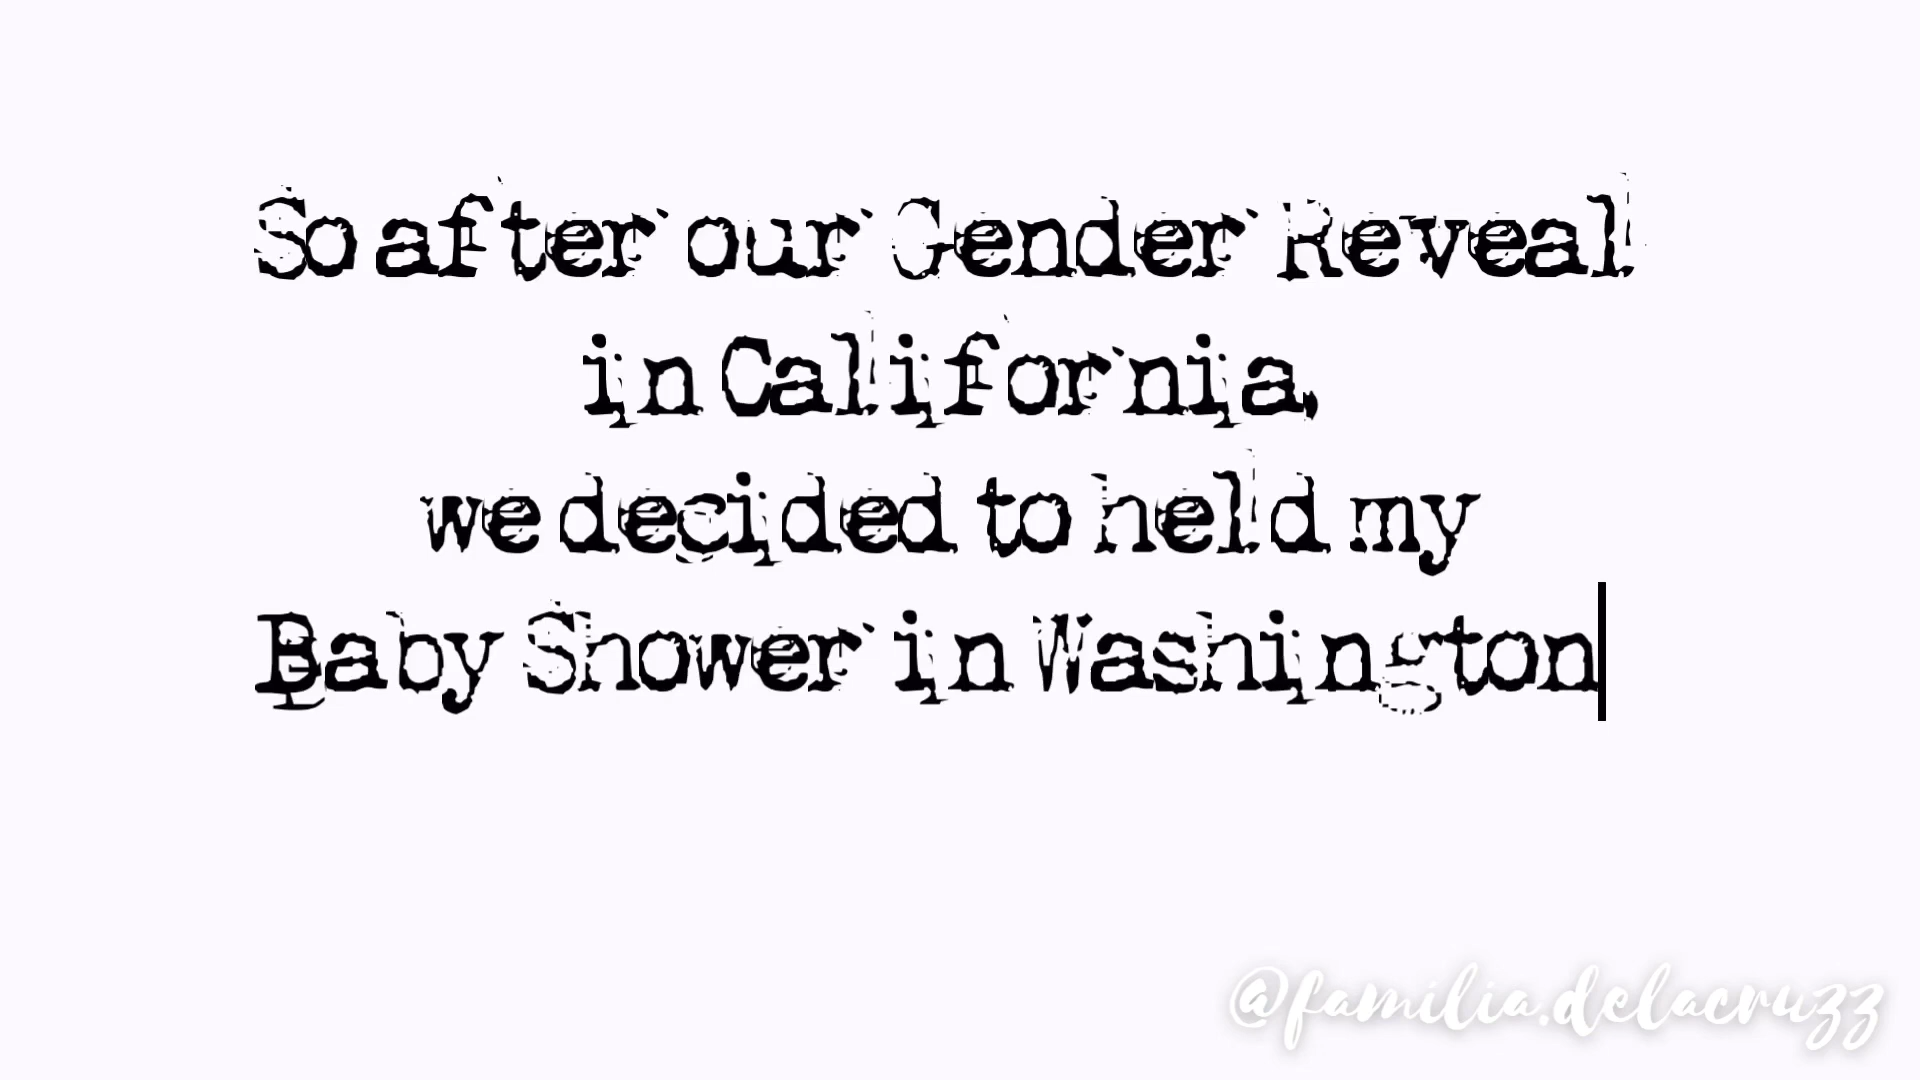 So after our Gender Reveal
in California,
we decided to held my
Baby Shower in Washington
@familia.delacruzz